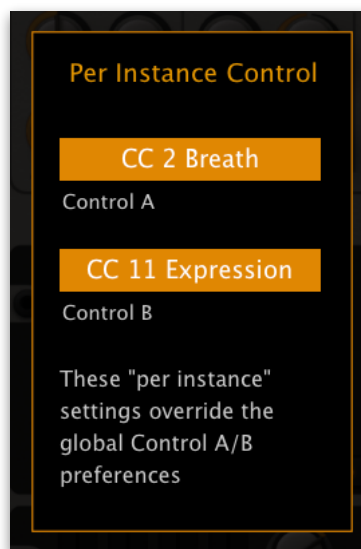 Per Instance Control
CC 2 Breath
Control A
CC 11 Expression
Control B
These "per instance"
settings override the
global Control A/B
preferences